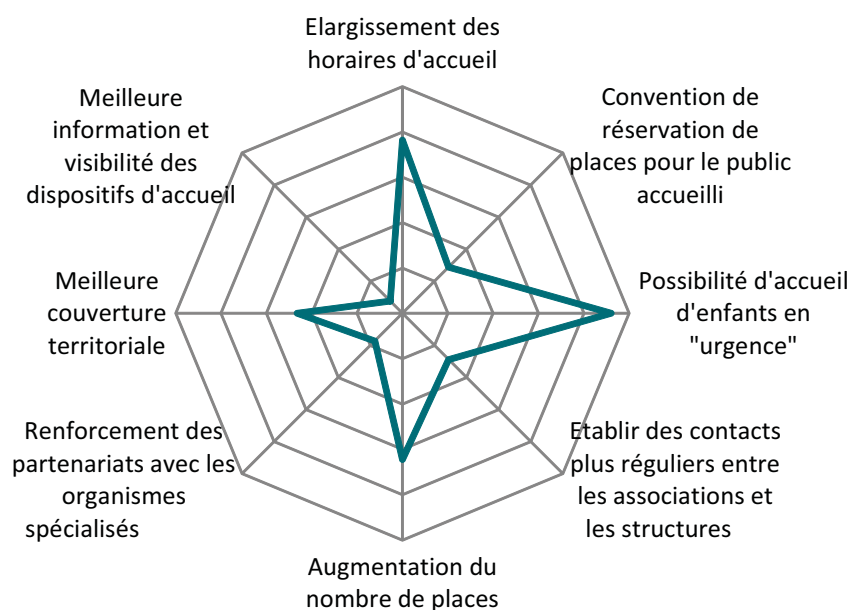 Elargissement des
horaires d'accueil
Convention de
réservation de
places pour le public
accueilli
Possibilité d'accueil
d'enfants en
"urgence"
Etablir des contacts
plus réguliers entre
les associations et
les structures
Augmentation du
nombre de places
Renforcement des
partenariats avec les
organismes
spécialisés
Meilleure
couverture
territoriale
Meilleure
information et
visibilité des
dispositifs d'accueil